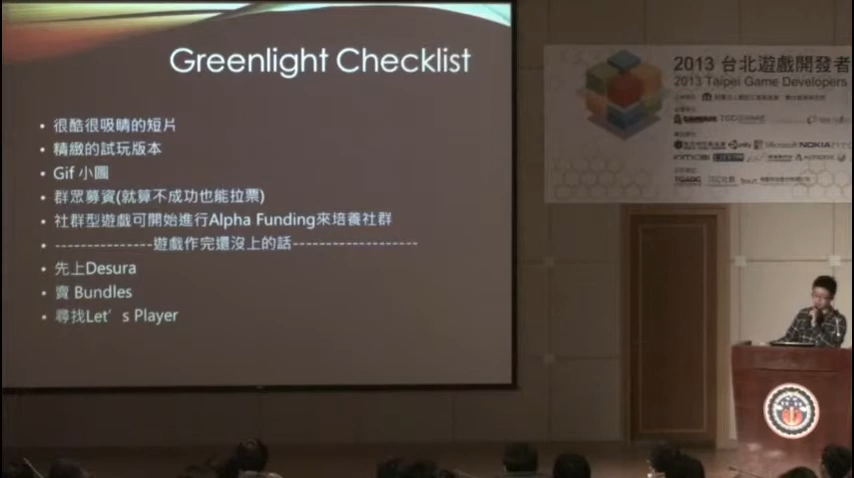 Greenlight Checklist
• 很酷很吸睛的短片
• 精緻的試玩版本
• Gif 小圖
• 群眾募資(就算不成功也能拉票)
• 社群型遊戲可開始進行Alpha Funding來培養社群
• ---------------遊戲作完還沒上的話-------------------
• 先上Desura
• 賣 Bundles
• 尋找Let's Player
2013 台北遊戲開發者
2013 Taipei Game Developers
unity Microsoft NOKIA
inmobi AUTODESK